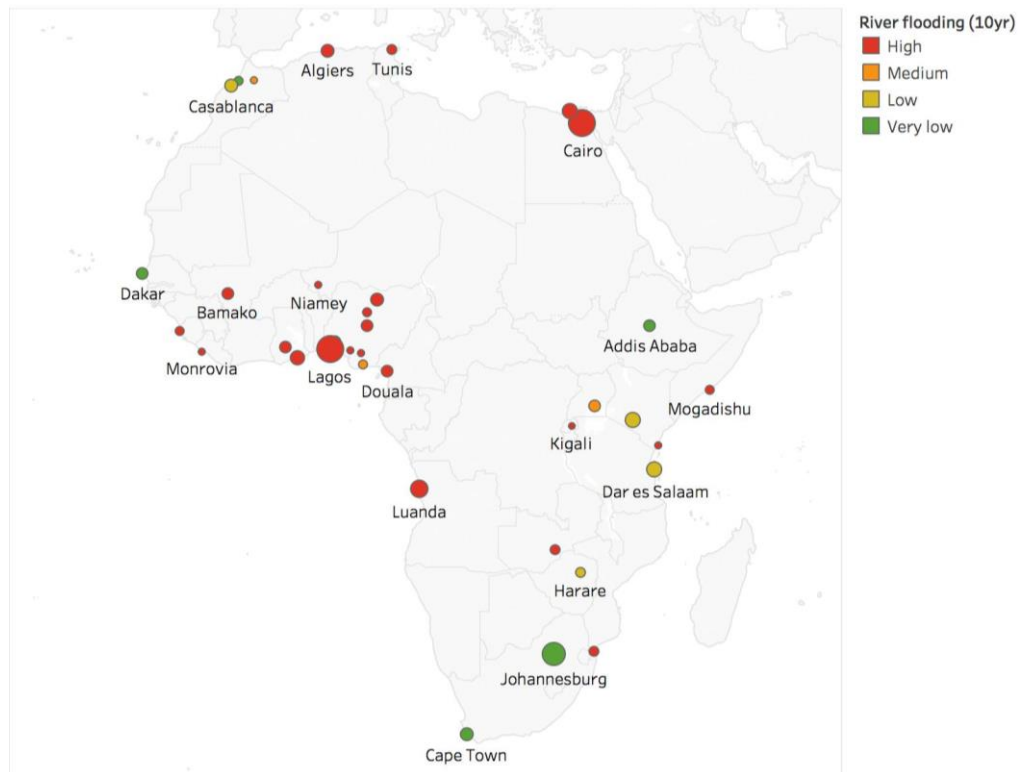 River flooding (10yr)
High
Medium
Low
Very low
Algiers
Tunis
Casablanca
Cairo
Dakar
Bamako
Niamey
Monrovia
Lagos
Douala
Addis Ababa
Mogadishu
Kigali
Dar es Salaam
Luanda
Harare
Johannesburg
Cape Town